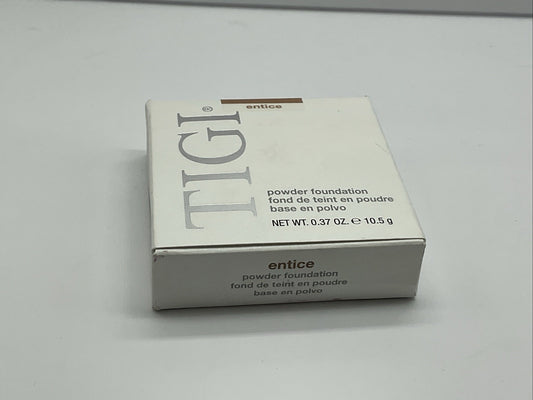 entice
TIGI®
powder foundation
fond de teint en poudre
base en polvo
NET WT. 0.37 OZ. ℮ 10.5 g
entice
powder foundation
fond de teint en poudre
base en polvo